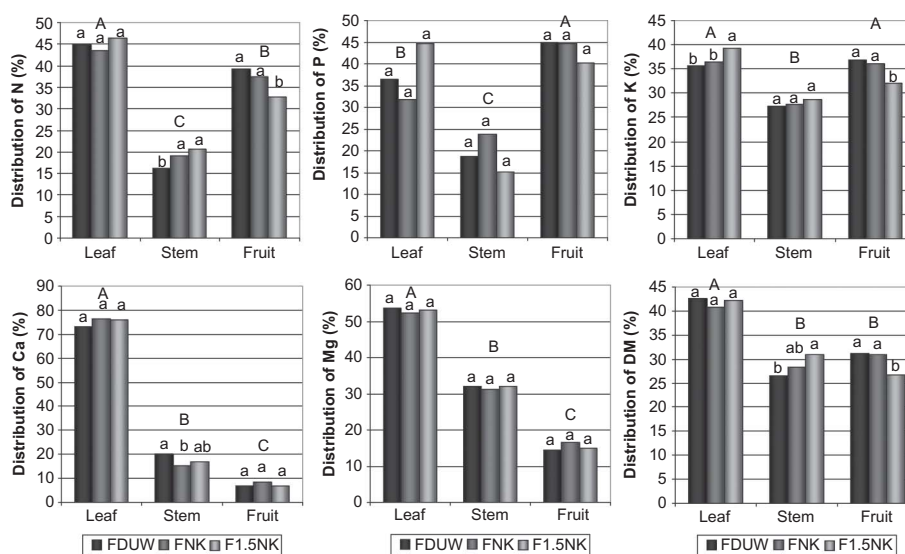 Distribution of N (%)
50
45
40
35
30
25
20
15
10
5
0
a A a a
b C a a
a B a b
Leaf Stem Fruit
Distribution of P (%)
50
45
40
35
30
25
20
15
10
5
0
a B a a
a C a a
a A a a
Leaf Stem Fruit
Distribution of K (%)
50
45
40
35
30
25
20
15
10
5
0
b A b a
a B a a
a A a b
Leaf Stem Fruit
Distribution of Ca (%)
90
80
70
60
50
40
30
20
10
0
a A a a
a B b ab
a C a a
Leaf Stem Fruit
FDUW FNK F1.5NK
Distribution of Mg (%)
60
50
40
30
20
10
0
a A a a
a B a a
a C a a
Leaf Stem Fruit
FDUW FNK F1.5NK
Distribution of DM (%)
45
40
35
30
25
20
15
10
5
0
a A a a
b B ab a
a B a b
Leaf Stem Fruit
FDUW FNK F1.5NK